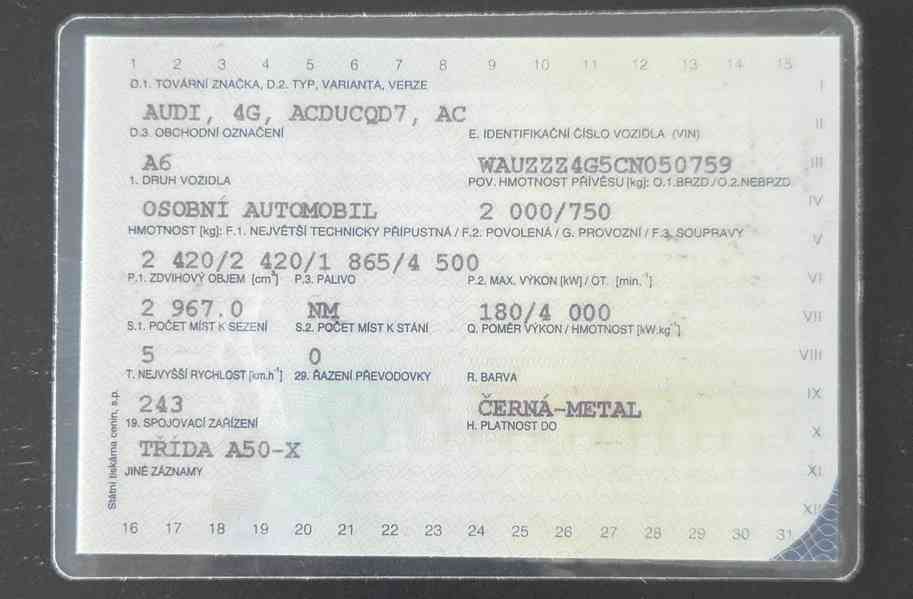 1 2 3 4 5 6 7 8 9 10 11 12 13 14 15
D.1. TOVÁRNÍ ZNAČKA, D.2. TYP, VARIANTA, VERZE I
AUDI, 4G, ACDUCQD7, AC
D.3. OBCHODNÍ OZNAČENÍ E. IDENTIFIKAČNÍ ČÍSLO VOZIDLA (VIN) II
A6 WAUZZZ4G5CN050759 III
1. DRUH VOZIDLA POV. HMOTNOST PŘÍVĚSU [kg]: O.1.BRZD./O.2.NEBRZD.
OSOBNÍ AUTOMOBIL 2 000/750 IV
HMOTNOST [kg]: F.1. NEJVĚTŠÍ TECHNICKY PŘÍPUSTNÁ / F.2. POVOLENÁ / G. PROVOZNÍ / F.3. SOUPRAVY V
2 420/2 420/1 865/4 500
P.1. ZDVIHOVÝ OBJEM [cm³] P.3. PALIVO P.2. MAX. VÝKON [kW] / OT. [min.⁻¹] VI
2 967.0 NM 180/4 000 VII
S.1. POČET MÍST K SEZENÍ S.2. POČET MÍST K STÁNÍ Q. POMĚR VÝKON / HMOTNOST [kW.kg⁻¹]
5 0 VIII
T. NEJVYŠŠÍ RYCHLOST [km.h⁻¹] 29. ŘAZENÍ PŘEVODOVKY R. BARVA
243 ČERNÁ-METAL IX
19. SPOJOVACÍ ZAŘÍZENÍ H. PLATNOST DO X
TŘÍDA A50-X
JINÉ ZÁZNAMY XI
XII
16 17 18 19 20 21 22 23 24 25 26 27 28 29 30 31
Státní tiskárna cenin, s.p.